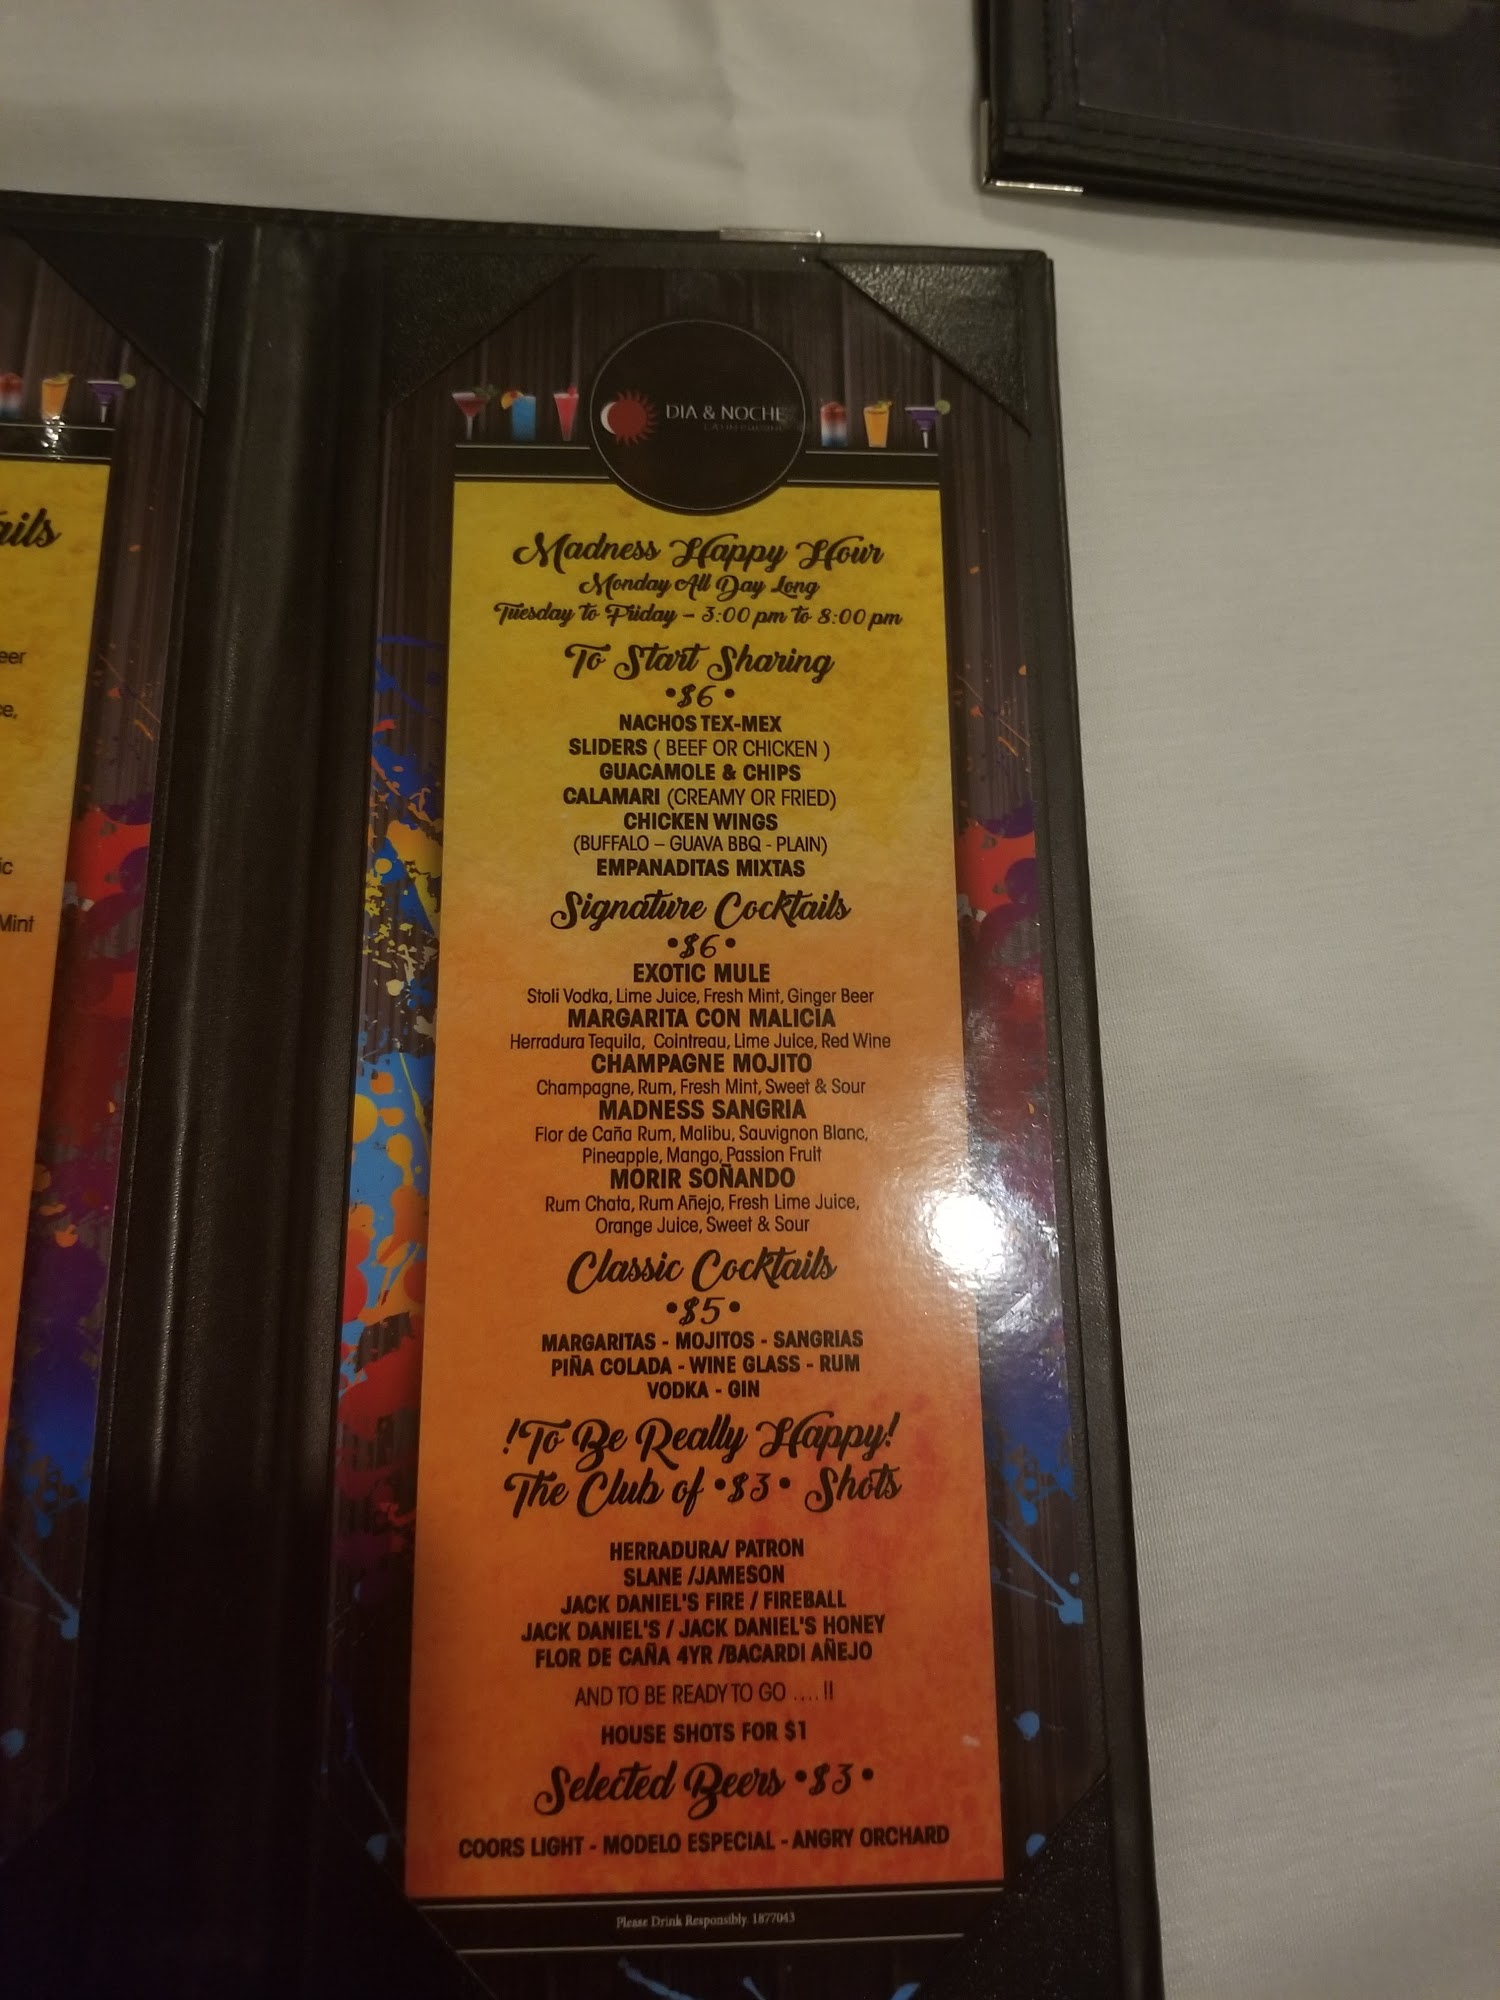 ails
eer
ce,
ic
Mint
DIA & NOCHE
Madness Happy Hour
Monday All Day Long
Tuesday to Friday – 3:00 pm to 8:00 pm
To Start Sharing
•$6•
NACHOS TEX-MEX
SLIDERS ( BEEF OR CHICKEN )
GUACAMOLE & CHIPS
CALAMARI (CREAMY OR FRIED)
CHICKEN WINGS
(BUFFALO – GUAVA BBQ - PLAIN)
EMPANADITAS MIXTAS
Signature Cocktails
•$6•
EXOTIC MULE
Stoli Vodka, Lime Juice, Fresh Mint, Ginger Beer
MARGARITA CON MALICIA
Herradura Tequila, Cointreau, Lime Juice, Red Wine
CHAMPAGNE MOJITO
Champagne, Rum, Fresh Mint, Sweet & Sour
MADNESS SANGRIA
Flor de Caña Rum, Malibu, Sauvignon Blanc,
Pineapple, Mango, Passion Fruit
MORIR SOÑANDO
Rum Chata, Rum Añejo, Fresh Lime Juice,
Orange Juice, Sweet & Sour
Classic Cocktails
•$5•
MARGARITAS - MOJITOS - SANGRIAS
PIÑA COLADA - WINE GLASS - RUM
VODKA - GIN
!To Be Really Happy!
The Club of •$3• Shots
HERRADURA/ PATRON
SLANE /JAMESON
JACK DANIEL'S FIRE / FIREBALL
JACK DANIEL'S / JACK DANIEL'S HONEY
FLOR DE CAÑA 4YR /BACARDI AÑEJO
AND TO BE READY TO GO .... !!
HOUSE SHOTS FOR $1
Selected Beers •$3•
COORS LIGHT - MODELO ESPECIAL - ANGRY ORCHARD
Please Drink Responsibly. 1877043